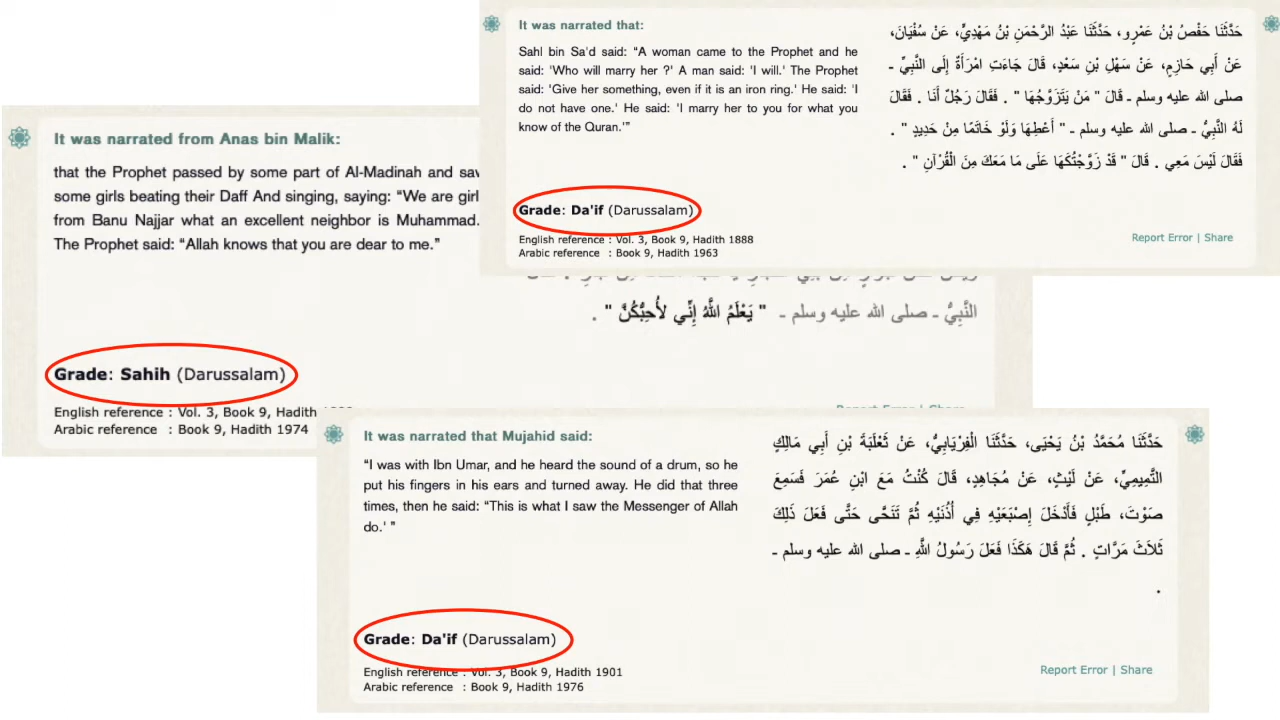 It was narrated that:
Sahl bin Sa'd said: “A woman came to the Prophet and he
said: 'Who will marry her ?' A man said: 'I will.' The Prophet
said: 'Give her something, even if it is an iron ring.' He said: 'I
do not have one.' He said: 'I marry her to you for what you
know of the Quran.'”
حَدَّثَنَا حَفْصُ بْنُ عَمْرٍو، حَدَّثَنَا عَبْدُ الرَّحْمَنِ بْنُ مَهْدِيٍّ، عَنْ سُفْيَانَ،
عَنْ أَبِي حَازِمٍ، عَنْ سَهْلِ بْنِ سَعْدٍ، قَالَ جَاءَتِ امْرَأَةٌ إِلَى النَّبِيِّ ـ
صلى الله عليه وسلم ـ قَالَ " مَنْ يَتَزَوَّجُهَا " . فَقَالَ رَجُلٌ أَنَا . فَقَالَ
لَهُ النَّبِيُّ ـ صلى الله عليه وسلم ـ " أَعْطِهَا وَلَوْ خَاتَمًا مِنْ حَدِيدٍ " .
فَقَالَ لَيْسَ مَعِي . قَالَ " قَدْ زَوَّجْتُكَهَا عَلَى مَا مَعَكَ مِنَ الْقُرْآنِ " .
Grade: Da'if (Darussalam)
English reference : Vol. 3, Book 9, Hadith 1888
Arabic reference : Book 9, Hadith 1963
Report Error | Share
It was narrated from Anas bin Malik:
that the Prophet passed by some part of Al-Madinah and saw
some girls beating their Daff And singing, saying: “We are girl
from Banu Najjar what an excellent neighbor is Muhammad.
The Prophet said: “Allah knows that you are dear to me.”
النَّبِيُّ ـ صلى الله عليه وسلم ـ " يَعْلَمُ اللَّهُ إِنِّي لأُحِبُّكُنَّ " .
Grade: Sahih (Darussalam)
English reference : Vol. 3, Book 9, Hadith
Arabic reference : Book 9, Hadith 1974
Report Error | Share
It was narrated that Mujahid said:
“I was with Ibn Umar, and he heard the sound of a drum, so he
put his fingers in his ears and turned away. He did that three
times, then he said: “This is what I saw the Messenger of Allah
do.' ”
حَدَّثَنَا مُحَمَّدُ بْنُ يَحْيَى، حَدَّثَنَا الْفِرْيَابِيُّ، عَنْ ثَعْلَبَةَ بْنِ أَبِي مَالِكٍ
التَّمِيمِيِّ، عَنْ لَيْثٍ، عَنْ مُجَاهِدٍ، قَالَ كُنْتُ مَعَ ابْنِ عُمَرَ فَسَمِعَ
صَوْتَ، طَبْلٍ فَأَدْخَلَ إِصْبَعَيْهِ فِي أُذُنَيْهِ ثُمَّ تَنَحَّى حَتَّى فَعَلَ ذَلِكَ
ثَلاَثَ مَرَّاتٍ . ثُمَّ قَالَ هَكَذَا فَعَلَ رَسُولُ اللَّهِ ـ صلى الله عليه وسلم ـ
.
Grade: Da'if (Darussalam)
English reference : Vol. 3, Book 9, Hadith 1901
Arabic reference : Book 9, Hadith 1976
Report Error | Share